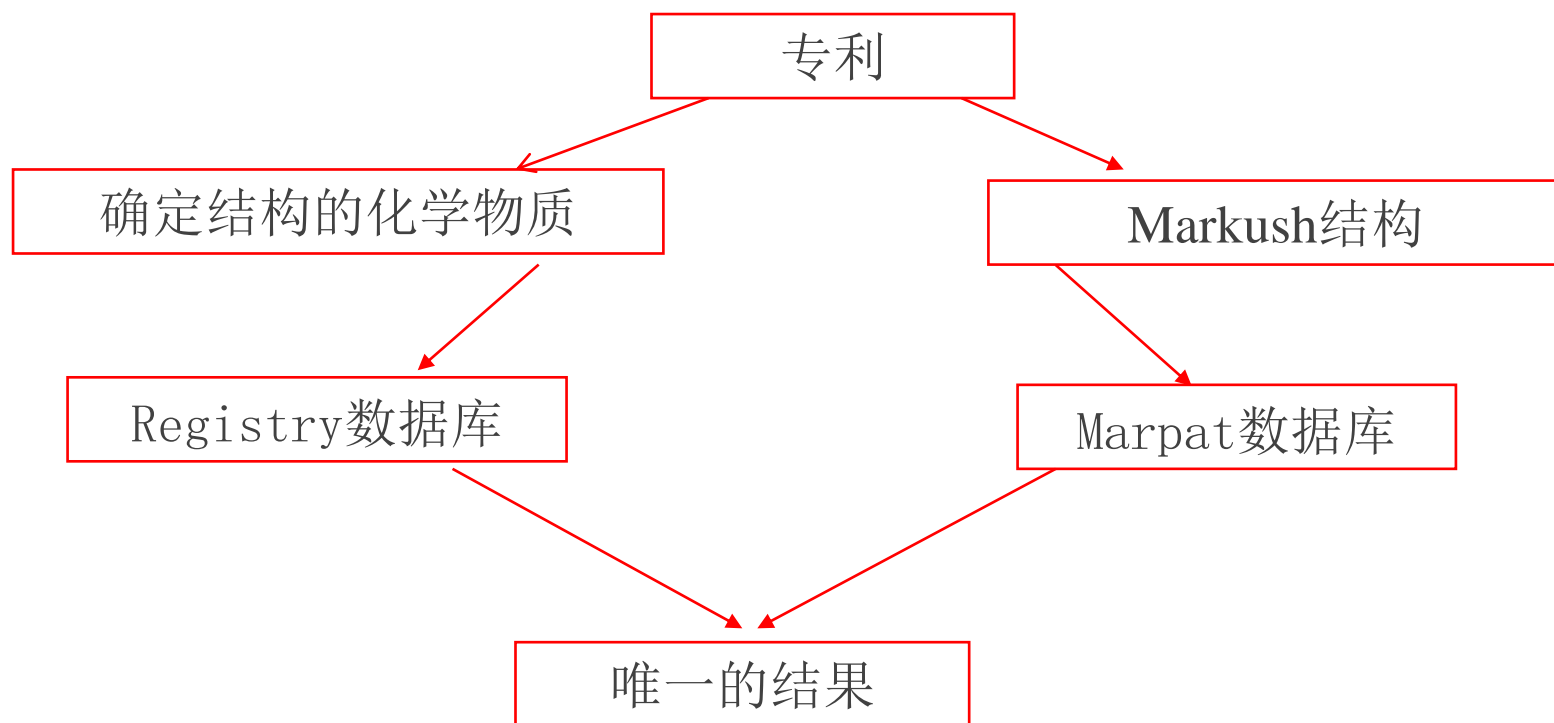 专利
确定结构的化学物质
Markush结构
Registry数据库
Marpat数据库
唯一的结果